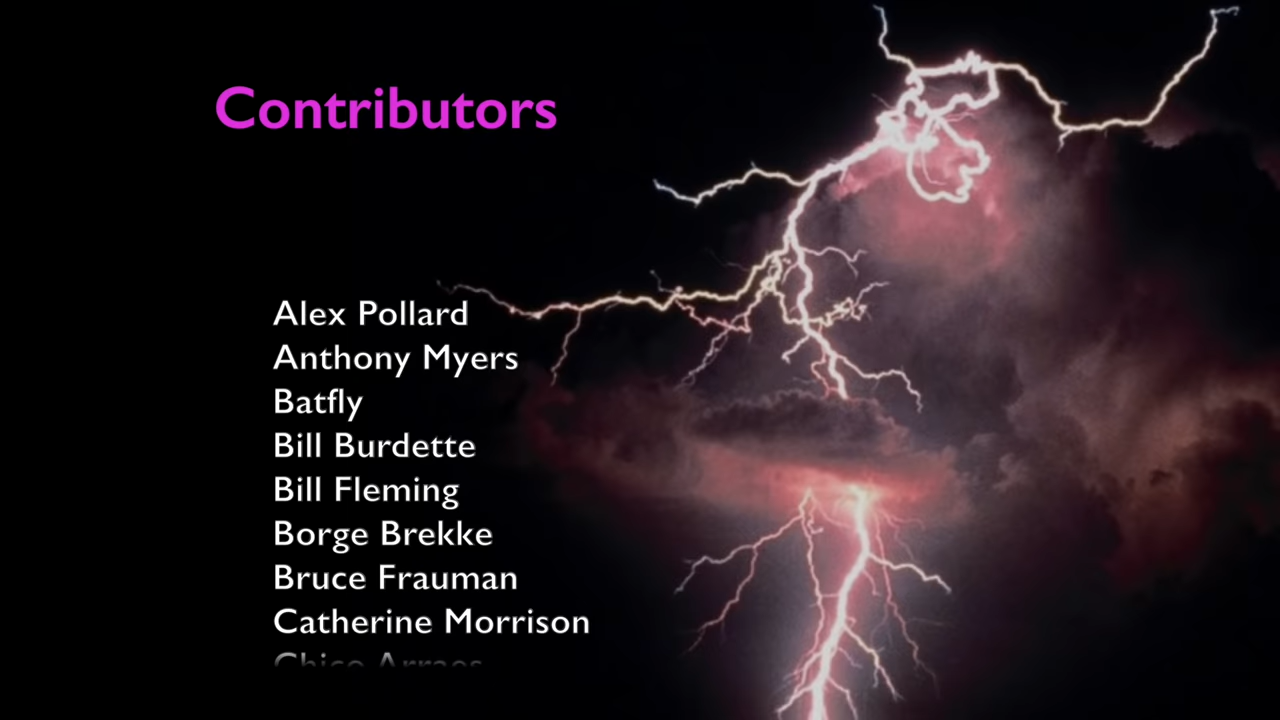 Contributors
Alex Pollard
Anthony Myers
Batfly
Bill Burdette
Bill Fleming
Borge Brekke
Bruce Frauman
Catherine Morrison